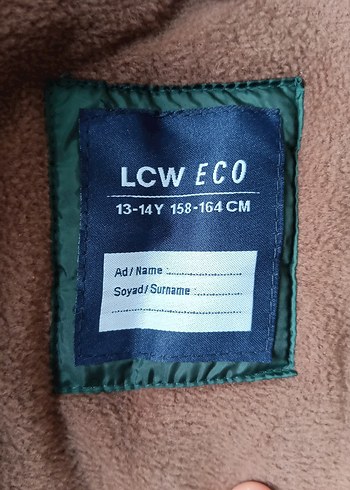 LCW ECO
13-14Y 158-164 CM
Ad/Name :
Soyad/Surname :